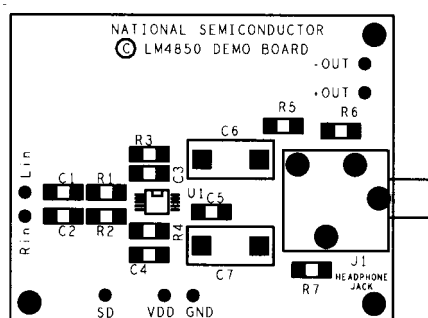 NATIONAL SEMICONDUCTOR
© LM4850 DEMO BOARD
-OUT
+OUT
R5
R6
C6
R3
C3
Lin
C1
R1
U1
C5
Rin
C2
R2
R4
C4
C7
J1
HEADPHONE
JACK
R7
SD
VDD
GND